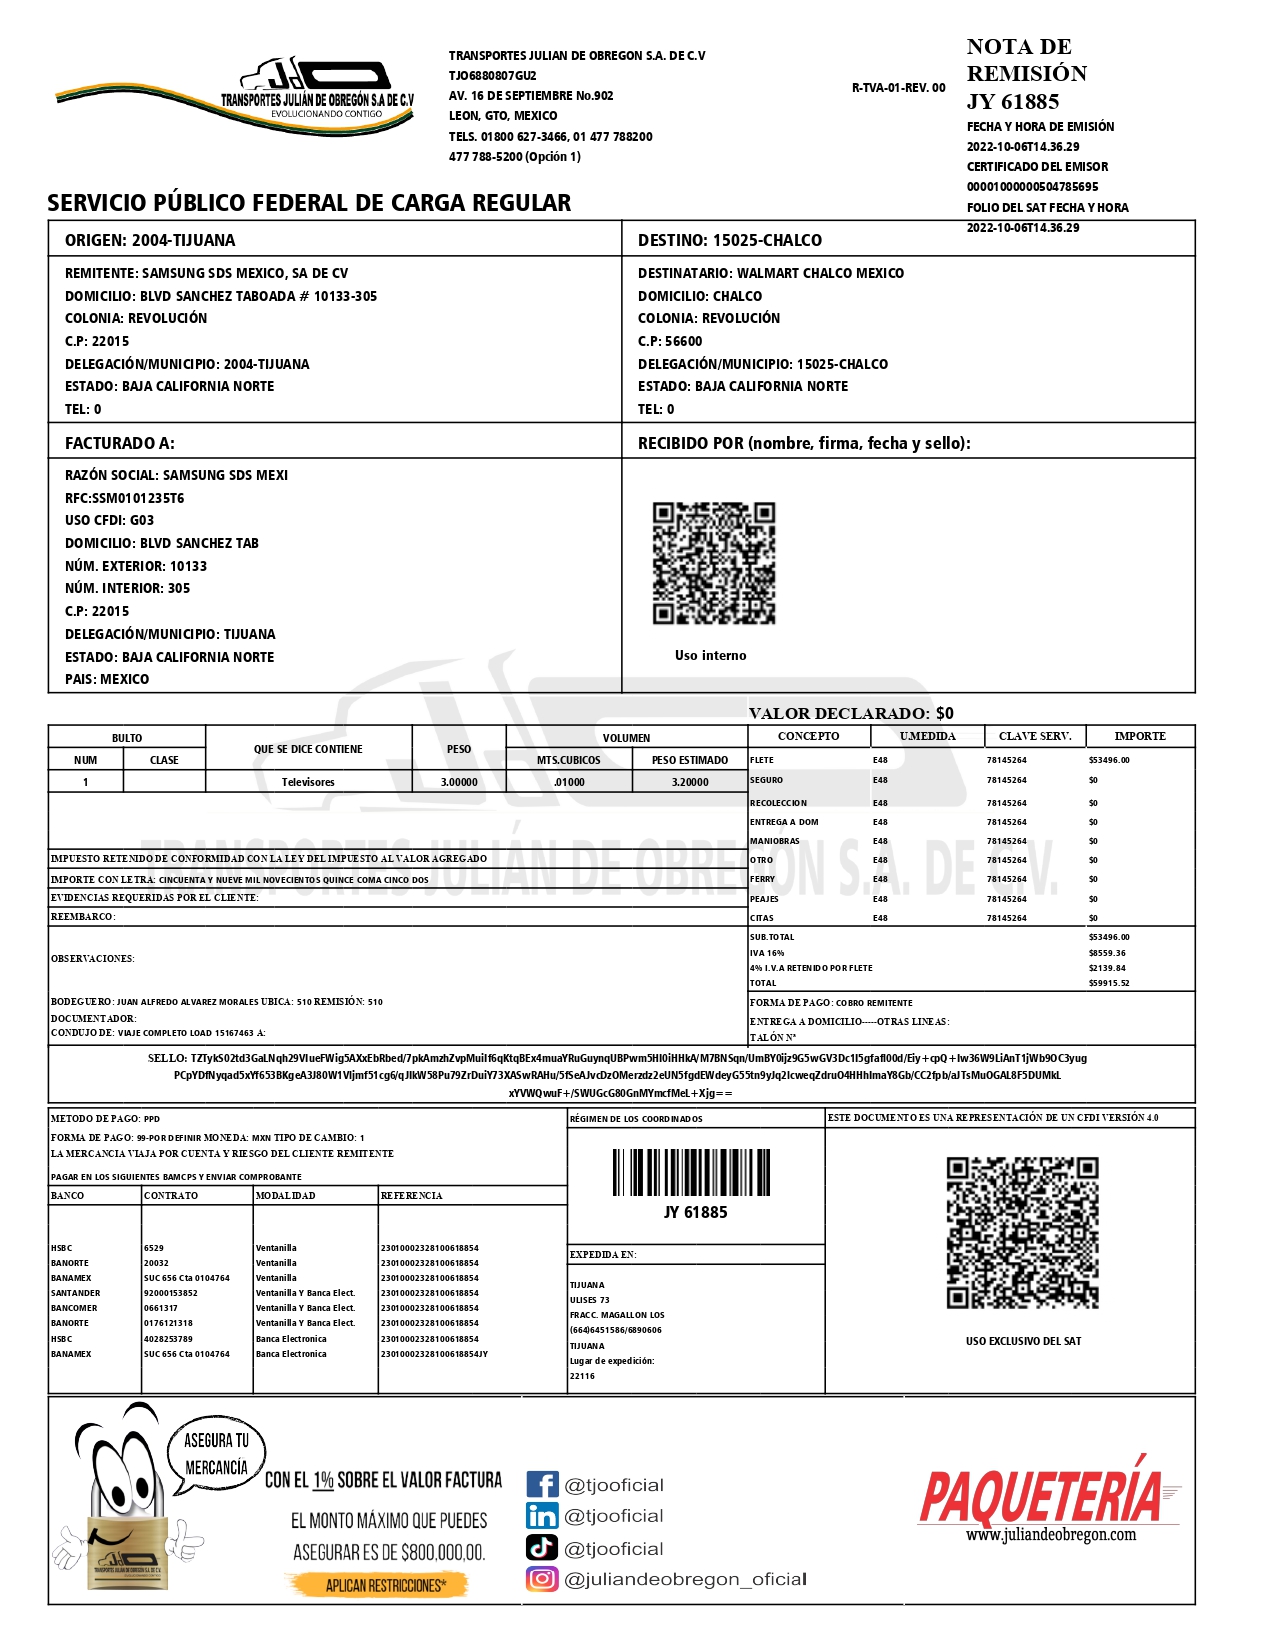 TRANSPORTES JULIÁN DE OBREGÓN S.A DE C.V
EVOLUCIONANDO CONTIGO
TRANSPORTES JULIAN DE OBREGON S.A. DE C.V
TJO6880807GU2
AV. 16 DE SEPTIEMBRE No.902
LEON, GTO, MEXICO
TELS. 01800 627-3466, 01 477 788200
477 788-5200 (Opción 1)
R-TVA-01-REV. 00
NOTA DE
REMISIÓN
JY 61885
FECHA Y HORA DE EMISIÓN
2022-10-06T14.36.29
CERTIFICADO DEL EMISOR
00001000000504785695
FOLIO DEL SAT FECHA Y HORA
2022-10-06T14.36.29
SERVICIO PÚBLICO FEDERAL DE CARGA REGULAR
ORIGEN: 2004-TIJUANA
REMITENTE: SAMSUNG SDS MEXICO, SA DE CV
DOMICILIO: BLVD SANCHEZ TABOADA # 10133-305
COLONIA: REVOLUCIÓN
C.P: 22015
DELEGACIÓN/MUNICIPIO: 2004-TIJUANA
ESTADO: BAJA CALIFORNIA NORTE
TEL: 0
DESTINO: 15025-CHALCO
DESTINATARIO: WALMART CHALCO MEXICO
DOMICILIO: CHALCO
COLONIA: REVOLUCIÓN
C.P: 56600
DELEGACIÓN/MUNICIPIO: 15025-CHALCO
ESTADO: BAJA CALIFORNIA NORTE
TEL: 0
FACTURADO A:
RAZÓN SOCIAL: SAMSUNG SDS MEXI
RFC:SSM0101235T6
USO CFDI: G03
DOMICILIO: BLVD SANCHEZ TAB
NÚM. EXTERIOR: 10133
NÚM. INTERIOR: 305
C.P: 22015
DELEGACIÓN/MUNICIPIO: TIJUANA
ESTADO: BAJA CALIFORNIA NORTE
PAIS: MEXICO
RECIBIDO POR (nombre, firma, fecha y sello):
Uso interno
VALOR DECLARADO: $0
BULTO QUE SE DICE CONTIENE PESO VOLUMEN
NUM CLASE MTS.CUBICOS PESO ESTIMADO
1 Televisores 3.00000 .01000 3.20000
CONCEPTO U.MEDIDA CLAVE SERV. IMPORTE
FLETE E48 78145264 $53496.00
SEGURO E48 78145264 $0
RECOLECCION E48 78145264 $0
ENTREGA A DOM E48 78145264 $0
MANIOBRAS E48 78145264 $0
OTRO E48 78145264 $0
FERRY E48 78145264 $0
PEAJES E48 78145264 $0
CITAS E48 78145264 $0
TRANSPORTES JULIÁN DE OBREGÓN S.A. DE C.V.
IMPUESTO RETENIDO DE CONFORMIDAD CON LA LEY DEL IMPUESTO AL VALOR AGREGADO
IMPORTE CON LETRA: CINCUENTA Y NUEVE MIL NOVECIENTOS QUINCE COMA CINCO DOS
EVIDENCIAS REQUERIDAS POR EL CLIENTE:
REEMBARCO:
SUB.TOTAL $53496.00
IVA 16% $8559.36
4% I.V.A RETENIDO POR FLETE $2139.84
TOTAL $59915.52
OBSERVACIONES:
BODEGUERO: JUAN ALFREDO ALVAREZ MORALES UBICA: 510 REMISIÓN: 510
DOCUMENTADOR:
CONDUJO DE: VIAJE COMPLETO LOAD 15167463 A:
FORMA DE PAGO: COBRO REMITENTE
ENTREGA A DOMICILIO-----OTRAS LINEAS:
TALÓN Nª
SELLO: TZTykS02td3GaLNqh29VIueFWig5AXxEbRbed/7pkAmzhZvpMuiIf6qKtqBEx4muaYRuGuynqUBPwm5HI0iHHkA/M7BNSqn/UmBY0ijz9G5wGV3Dc1I5gfafI00d/Eiy+cpQ+Iw36W9LiAnT1jWb9OC3yug
PCpYDfNyqad5xYf653BKgeA3J80W1VIjmf51cg6/qJIkW58Pu79ZrDuiY73XASwRAHu/5fSeAJvcDzOMerzdz2eUN5fgdEWdeyG55tn9yJq2IcweqZdruO4HHhImaY8Gb/CC2fpb/aJTsMuOGAL8F5DUMkL
xYVWQwuF+/SWUGcG80GnMYmcfMeL+Xjg==
METODO DE PAGO: PPD
FORMA DE PAGO: 99-POR DEFINIR MONEDA: MXN TIPO DE CAMBIO: 1
LA MERCANCIA VIAJA POR CUENTA Y RIESGO DEL CLIENTE REMITENTE
PAGAR EN LOS SIGUIENTES BAMCPS Y ENVIAR COMPROBANTE
BANCO CONTRATO MODALIDAD REFERENCIA
HSBC 6529 Ventanilla 23010002328100618854
BANORTE 20032 Ventanilla 23010002328100618854
BANAMEX SUC 656 Cta 0104764 Ventanilla 23010002328100618854
SANTANDER 92000153852 Ventanilla Y Banca Elect. 23010002328100618854
BANCOMER 0661317 Ventanilla Y Banca Elect. 23010002328100618854
BANORTE 0176121318 Ventanilla Y Banca Elect. 23010002328100618854
HSBC 4028253789 Banca Electronica 23010002328100618854
BANAMEX SUC 656 Cta 0104764 Banca Electronica 23010002328100618854JY
RÉGIMEN DE LOS COORDINADOS
JY 61885
EXPEDIDA EN:
TIJUANA
ULISES 73
FRACC. MAGALLON LOS
(664)6451586/6890606
TIJUANA
Lugar de expedición:
22116
ESTE DOCUMENTO ES UNA REPRESENTACIÓN DE UN CFDI VERSIÓN 4.0
USO EXCLUSIVO DEL SAT
ASEGURA TU
MERCANCÍA
TRANSPORTES JULIÁN DE OBREGÓN S.A. DE C.V.
CON EL 1% SOBRE EL VALOR FACTURA
EL MONTO MÁXIMO QUE PUEDES
ASEGURAR ES DE $800,000,00.
APLICAN RESTRICCIONES*
@tjooficial
@tjooficial
@tjooficial
@juliandeobregon_oficial
PAQUETERÍA
www.juliandeobregon.com